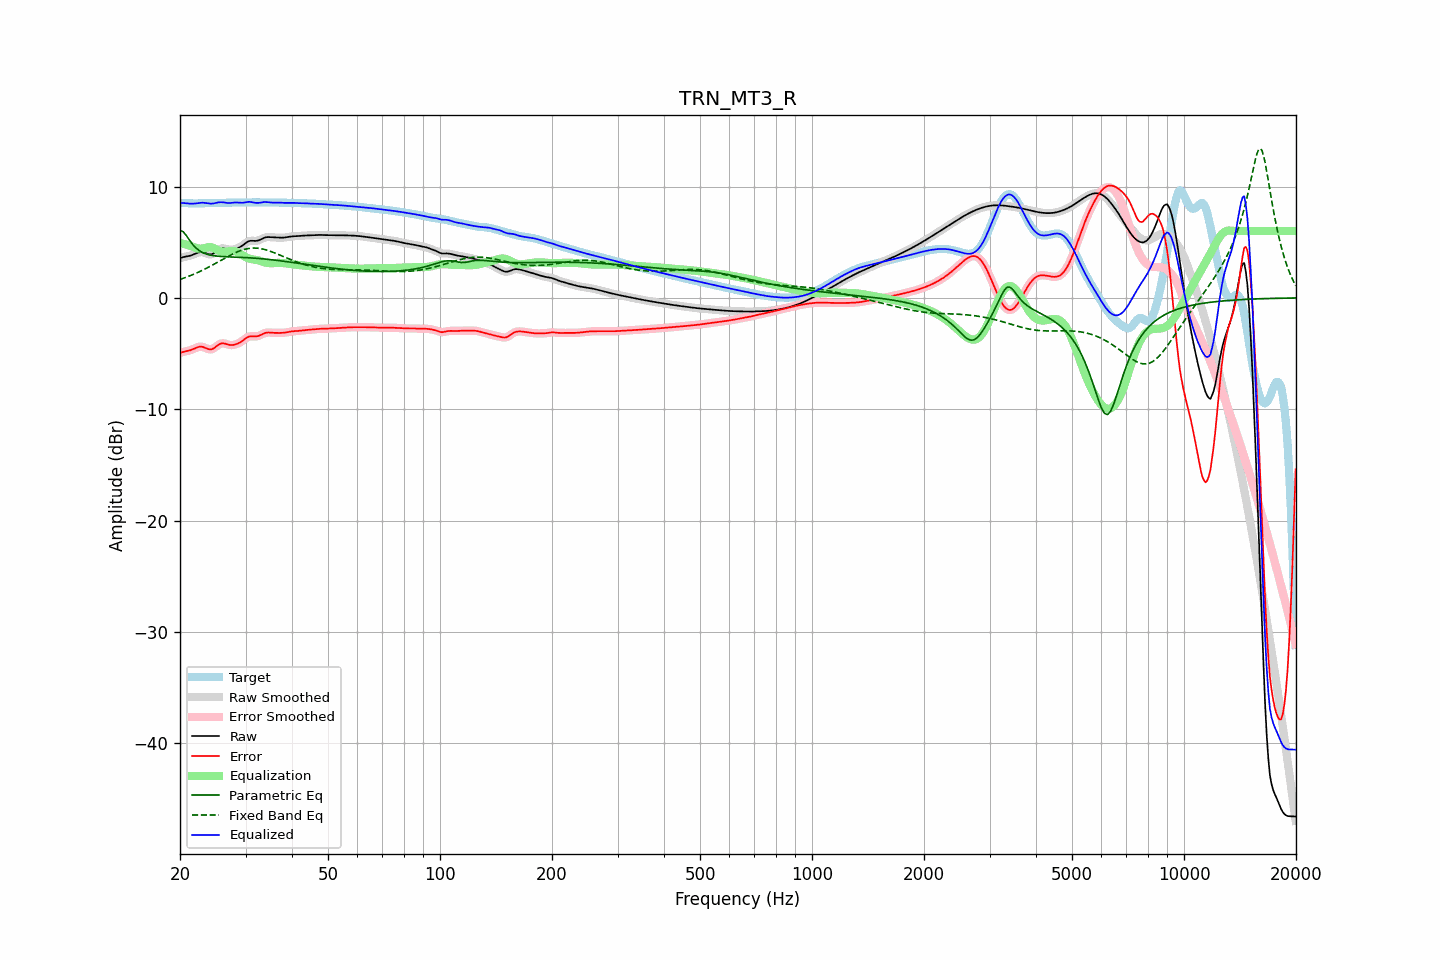 TRN_MT3_R
Amplitude (dBr)
10
0
−10
−20
−30
−40
Target
Raw Smoothed
Error Smoothed
Raw
Error
Equalization
Parametric Eq
Fixed Band Eq
Equalized
20 50 100 200 500 1000 2000 5000 10000 20000
Frequency (Hz)